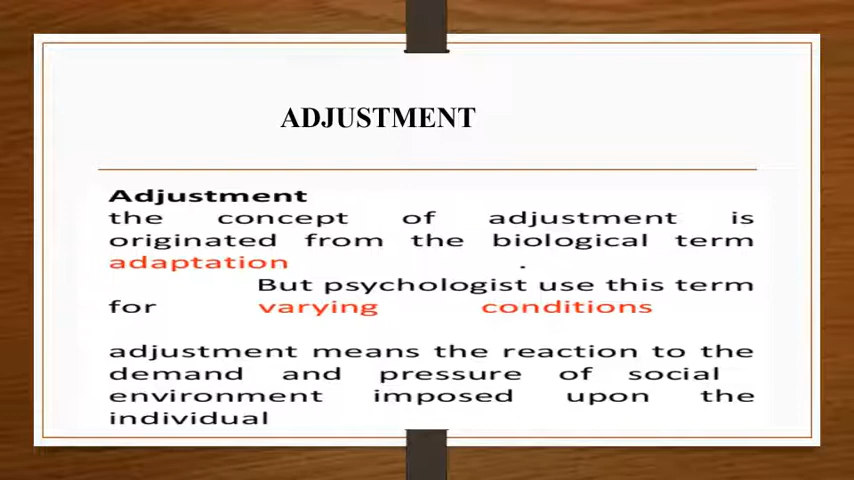 ADJUSTMENT
Adjustment
the concept of adjustment is
originated from the biological term
adaptation .
But psychologist use this term
for varying conditions
adjustment means the reaction to the
demand and pressure of social
environment imposed upon the
individual